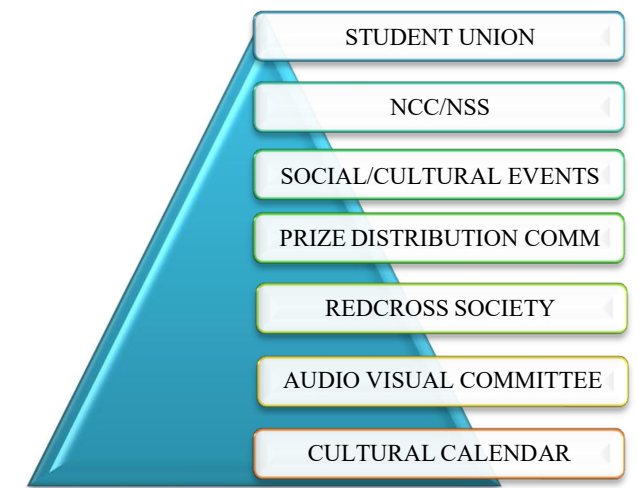 STUDENT UNION
NCC/NSS
SOCIAL/CULTURAL EVENTS
PRIZE DISTRIBUTION COMM
REDCROSS SOCIETY
AUDIO VISUAL COMMITTEE
CULTURAL CALENDAR